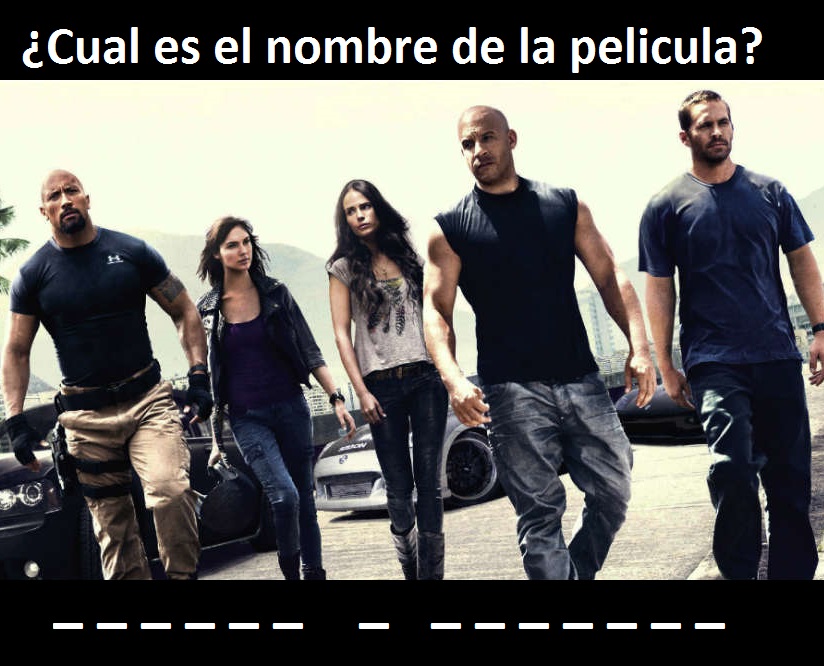 ¿Cual es el nombre de la pelicula?
_ _ _ _ _ _   _   _ _ _ _ _ _ _